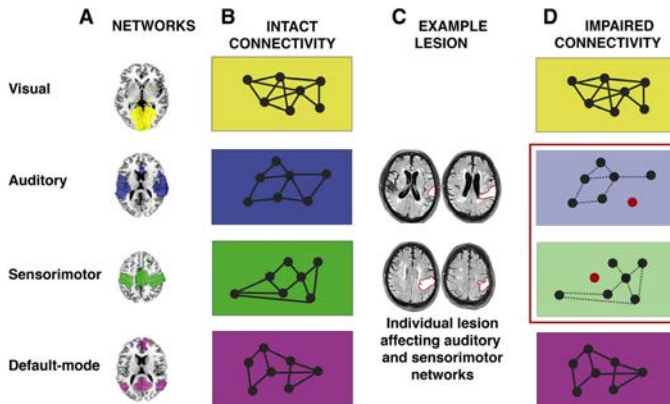 A
NETWORKS
B
INTACT
CONNECTIVITY
C
EXAMPLE
LESION
D
IMPAIRED
CONNECTIVITY
Visual
Auditory
Sensorimotor
Default-mode
Individual lesion
affecting auditory
and sensorimotor
networks